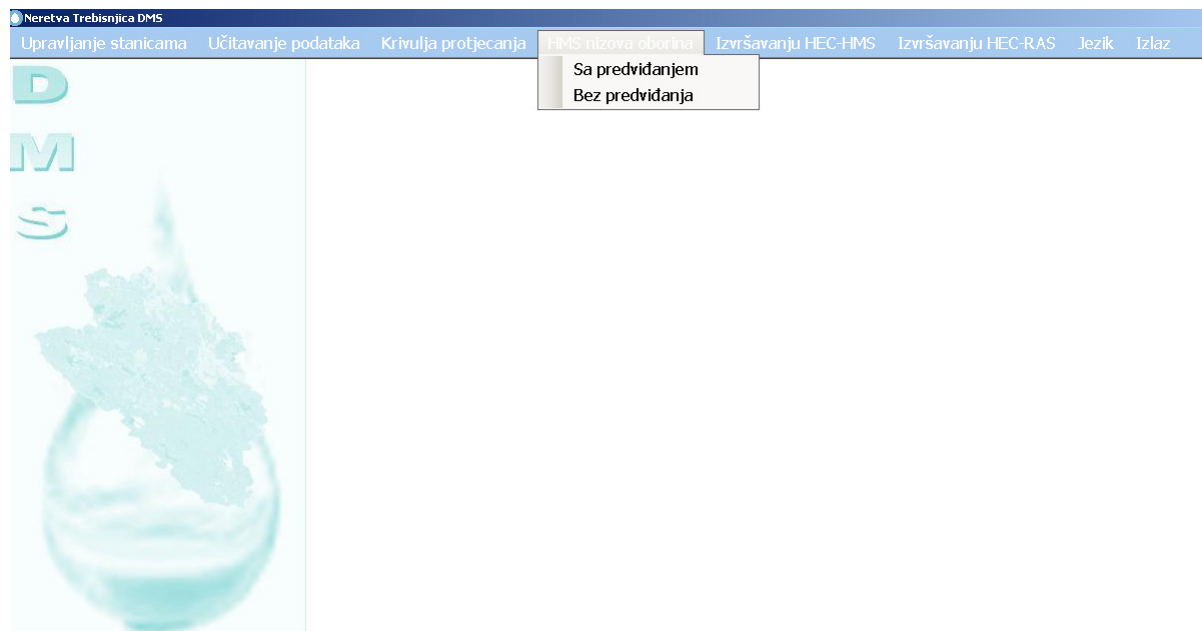 Neretva Trebisnjica DMS
Upravljanje stanicama Učitavanje podataka Krivulja protjecanja HMS nizova oborina Izvršavanju HEC-HMS Izvršavanju HEC-RAS Jezik Izlaz
Sa predviđanjem
Bez predviđanja
D
M
S